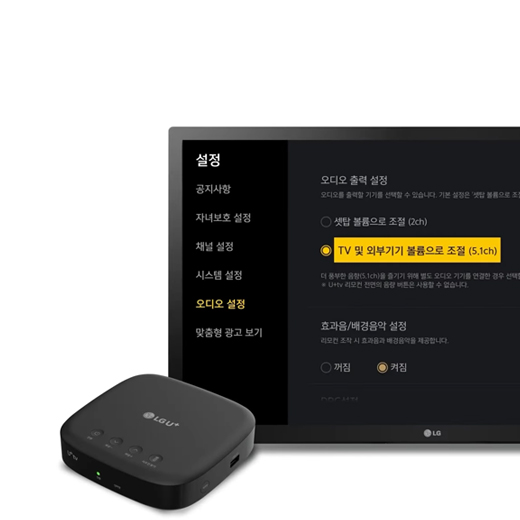 설정
공지사항
자녀보호 설정
채널 설정
시스템 설정
오디오 설정
맞춤형 광고 보기
오디오 출력 설정
오디오를 출력할 기기를 선택할 수 있습니다. 기본 설정은 '셋탑 볼륨으로 조절
셋탑 볼륨으로 조절 (2ch)
TV 및 외부기기 볼륨으로 조절 (5.1ch)
더 풍부한 음향(5.1ch)을 즐기기 위해 별도 오디오 기기를 연결한 경우 선택
※ U+tv 리모컨 전면의 음량 버튼은 사용할 수 없습니다.
효과음/배경음악 설정
리모컨 조작 시 효과음과 배경음악을 제공합니다.
꺼짐
켜짐
LG
LG U+
U+tv